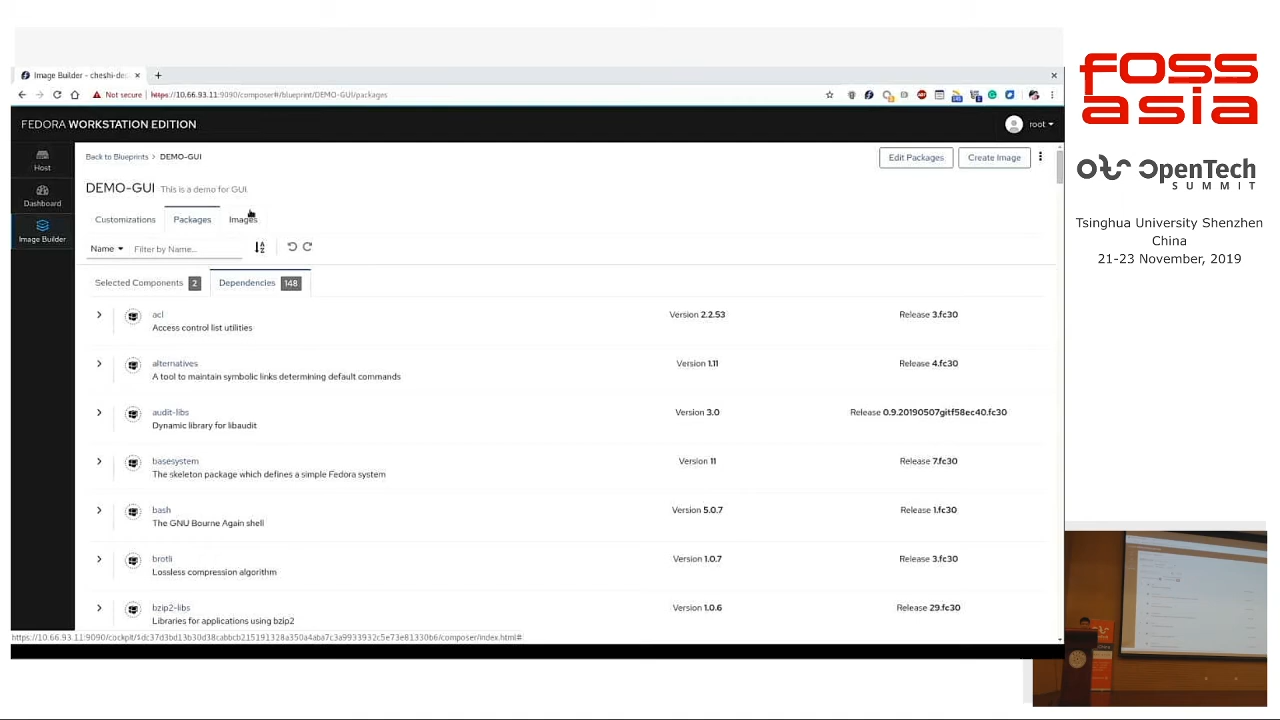 Image Builder - cheshi-de
Not secure https://10.66.93.11:9090/composer#/blueprint/DEMO-GUI/packages
FEDORA WORKSTATION EDITION
root
Host
Dashboard
Image Builder
Back to Blueprints > DEMO-GUI
Edit Packages
Create Image
DEMO-GUI This is a demo for GUI.
Customizations
Packages
Images
Name
Filter by Name...
Selected Components 2
Dependencies 148
acl Version 2.2.53 Release 3.fc30
Access control list utilities
alternatives Version 1.11 Release 4.fc30
A tool to maintain symbolic links determining default commands
audit-libs Version 3.0 Release 0.9.20190507gitf58ec40.fc30
Dynamic library for libaudit
basesystem Version 11 Release 7.fc30
The skeleton package which defines a simple Fedora system
bash Version 5.0.7 Release 1.fc30
The GNU Bourne Again shell
brotli Version 1.0.7 Release 3.fc30
Lossless compression algorithm
bzip2-libs Version 1.0.6 Release 29.fc30
Libraries for applications using bzip2
FOSS
asia
OpenTech
SUMMIT
Tsinghua University Shenzhen
China
21-23 November, 2019